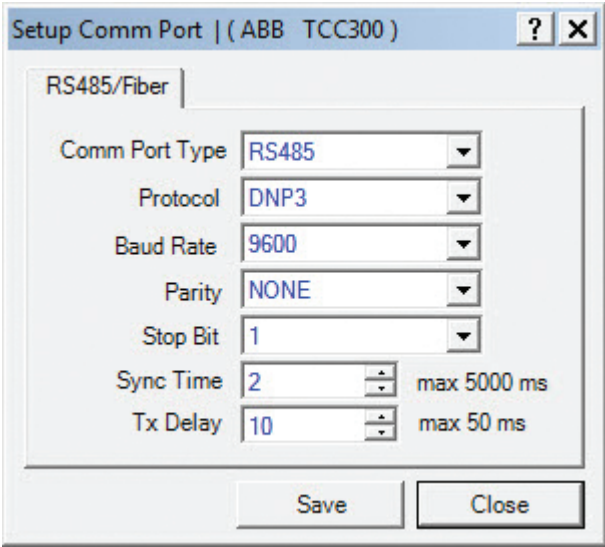 Setup Comm Port | ( ABB TCC300 ) ? X
RS485/Fiber
Comm Port Type RS485
Protocol DNP3
Baud Rate 9600
Parity NONE
Stop Bit 1
Sync Time 2 max 5000 ms
Tx Delay 10 max 50 ms
Save Close